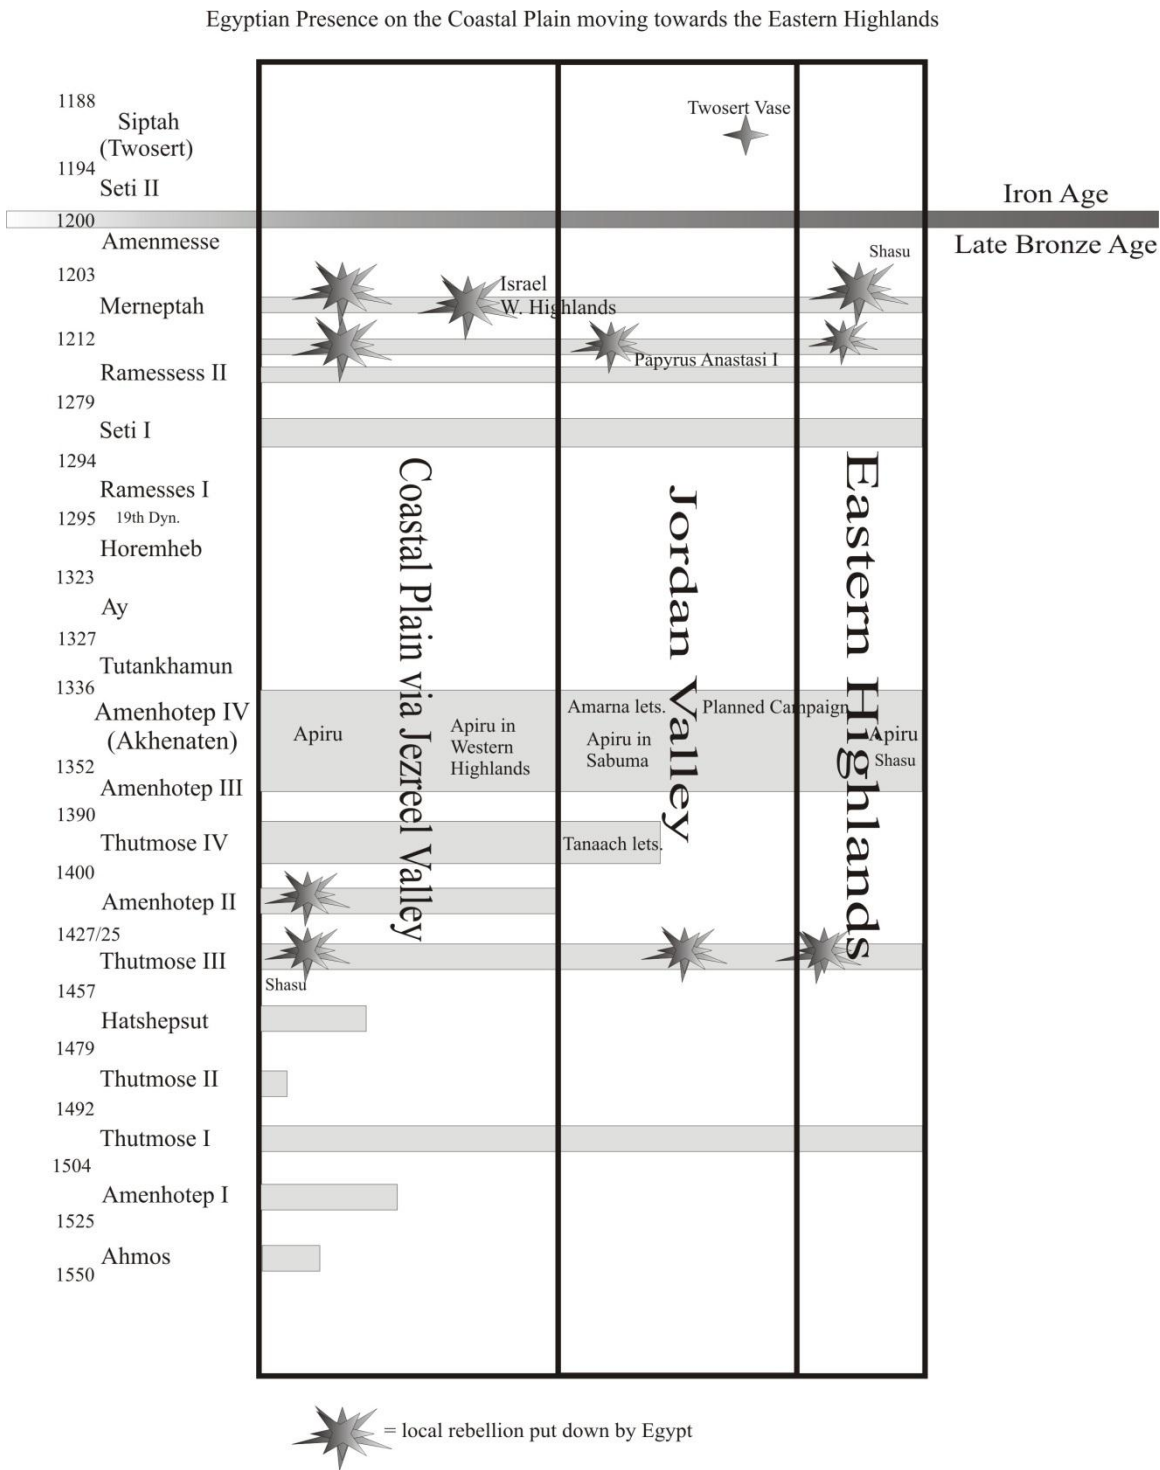 Egyptian Presence on the Coastal Plain moving towards the Eastern Highlands
1188
Siptah
(Twosert)
Twosert Vase
1194
Seti II
Iron Age
1200
Amenmesse
Late Bronze Age
Shasu
1203
Israel
W. Highlands
Merneptah
1212
Papyrus Anastasi I
Ramessess II
1279
Seti I
1294
Ramesses I
1295 19th Dyn.
Horemheb
1323
Ay
1327
Tutankhamun
1336
Coastal Plain via Jezreel Valley
Jordan Valley
Eastern Highlands
Amenhotep IV
(Akhenaten)
Apiru
Apiru in
Western
Highlands
Amarna lets.
Apiru in
Sabuma
Planned Campaign
Apiru
Shasu
1352
Amenhotep III
1390
Thutmose IV
Tanaach lets.
1400
Amenhotep II
1427/25
Thutmose III
Shasu
1457
Hatshepsut
1479
Thutmose II
1492
Thutmose I
1504
Amenhotep I
1525
Ahmos
1550
= local rebellion put down by Egypt